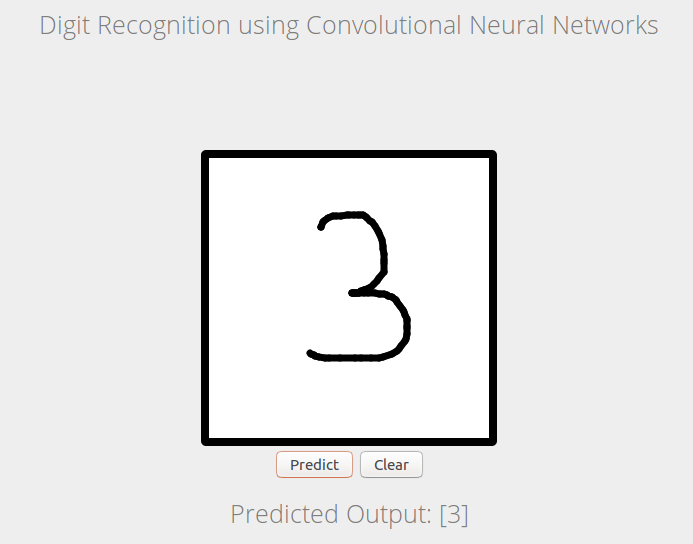 Digit Recognition using Convolutional Neural Networks
3
Predict Clear
Predicted Output: [3]